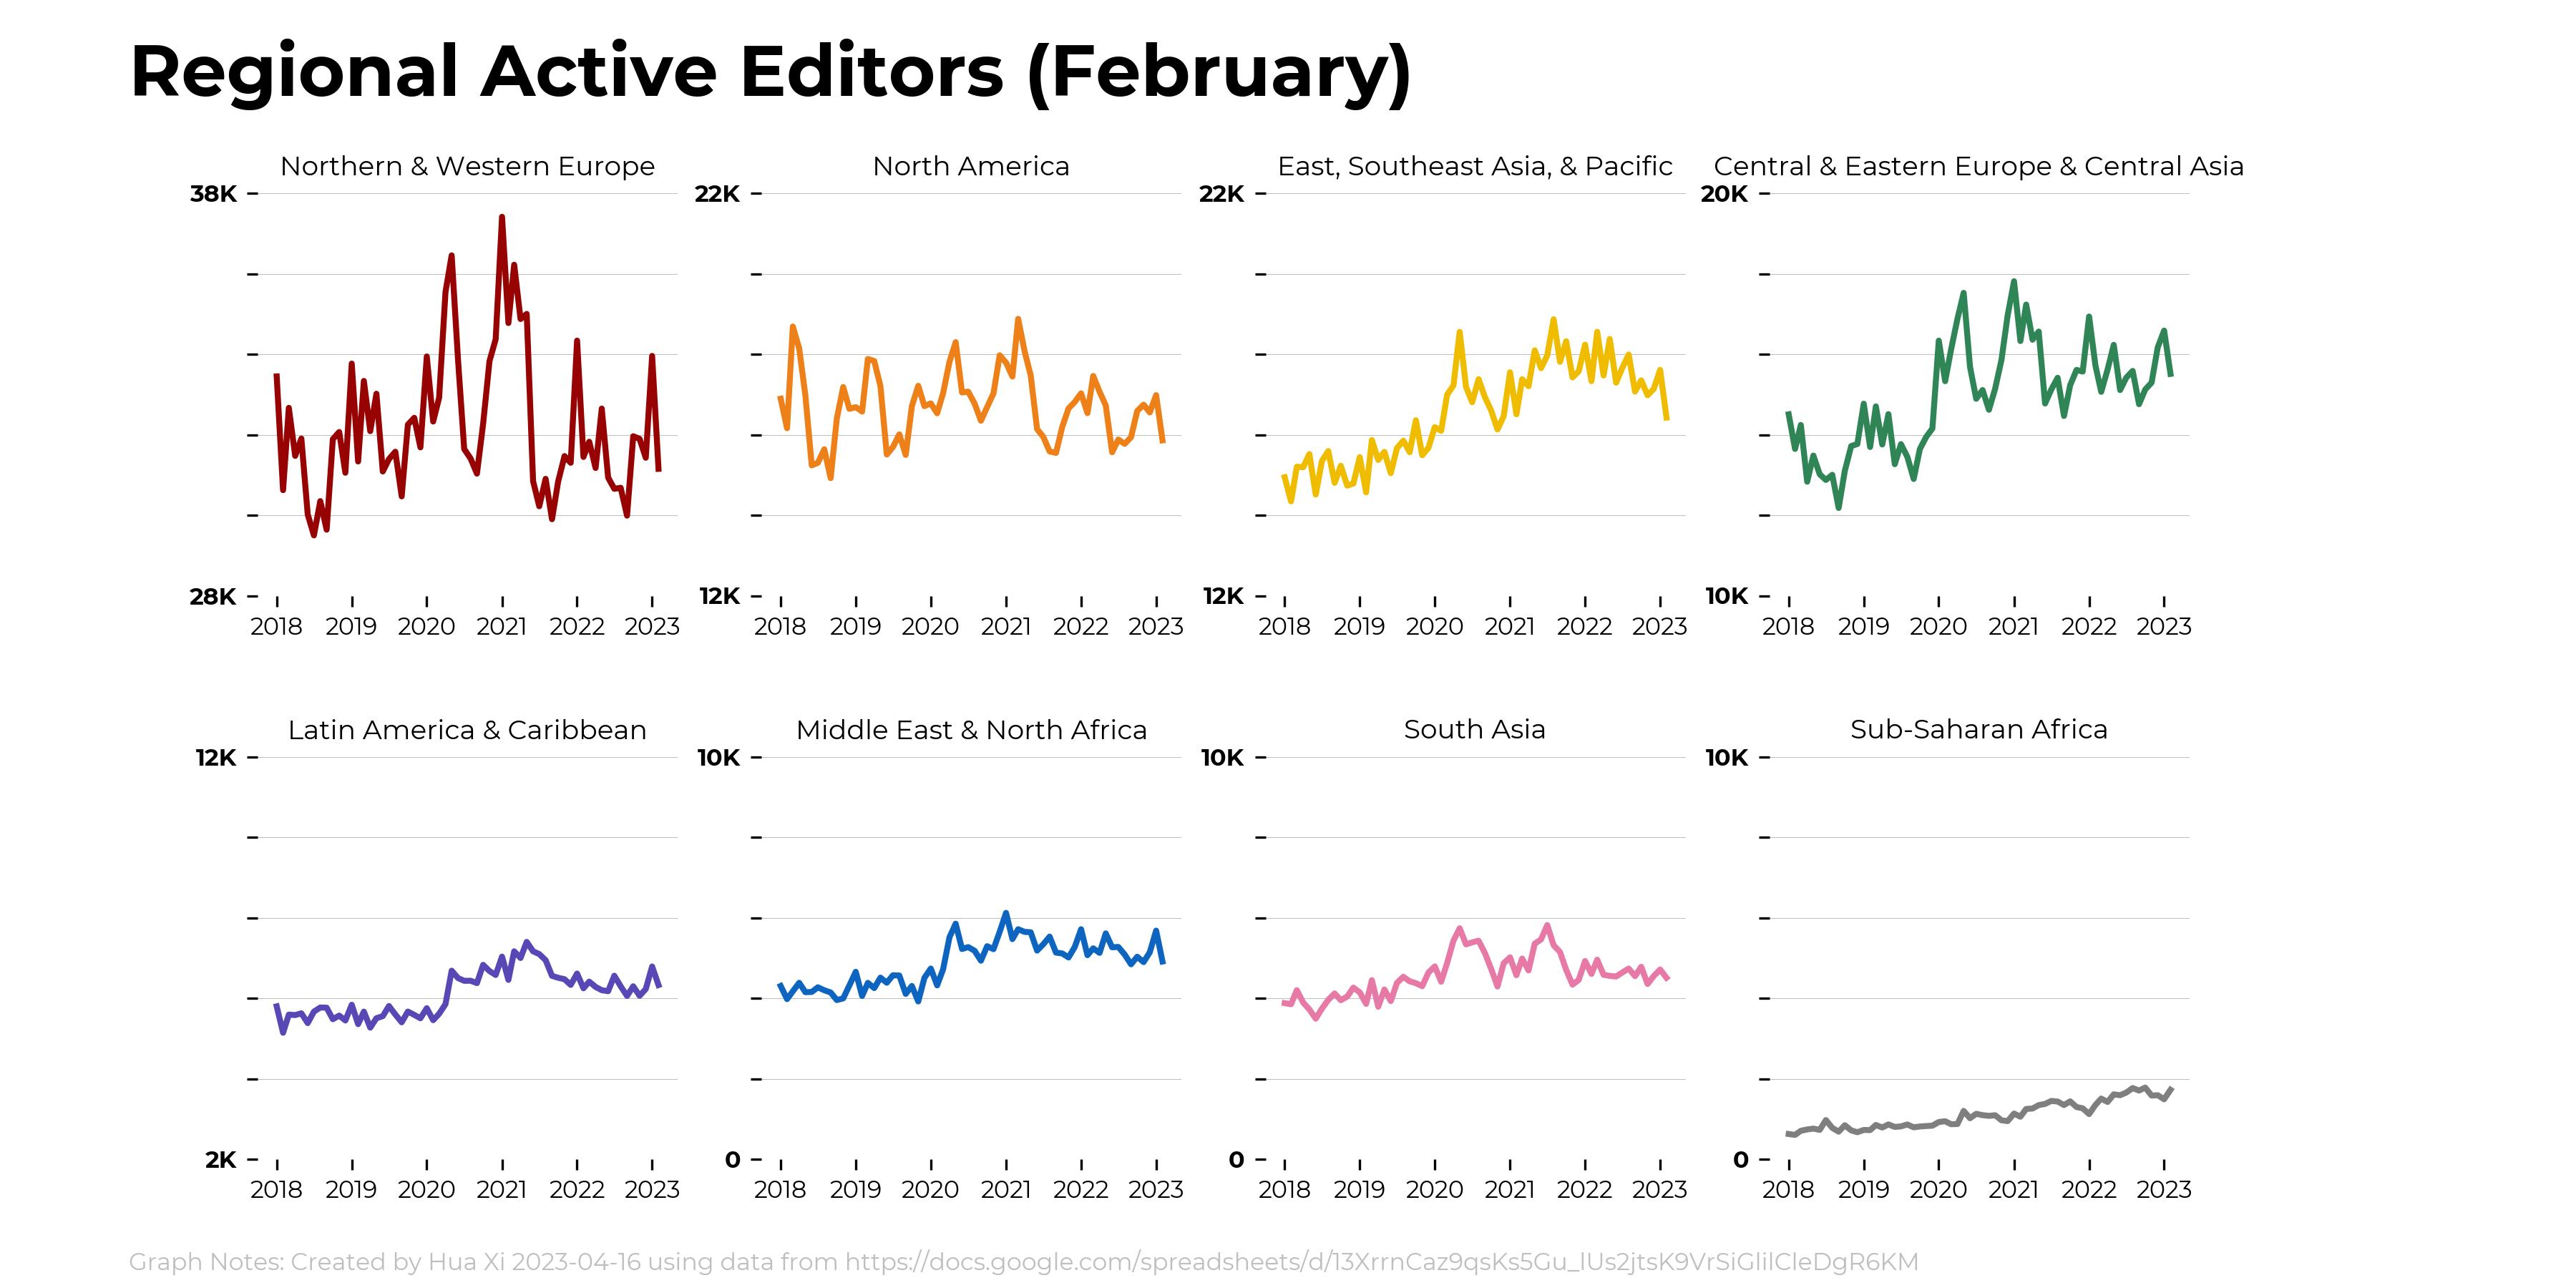 Regional Active Editors (February)
Northern & Western Europe
38K
28K
2018 2019 2020 2021 2022 2023
North America
22K
12K
2018 2019 2020 2021 2022 2023
East, Southeast Asia, & Pacific
22K
12K
2018 2019 2020 2021 2022 2023
Central & Eastern Europe & Central Asia
20K
10K
2018 2019 2020 2021 2022 2023
Latin America & Caribbean
12K
2K
2018 2019 2020 2021 2022 2023
Middle East & North Africa
10K
0
2018 2019 2020 2021 2022 2023
South Asia
10K
0
2018 2019 2020 2021 2022 2023
Sub-Saharan Africa
10K
0
2018 2019 2020 2021 2022 2023
Graph Notes: Created by Hua Xi 2023-04-16 using data from https://docs.google.com/spreadsheets/d/13XrrnCaz9qsKs5Gu_lUs2jtsK9VrSiGlilCleDgR6KM